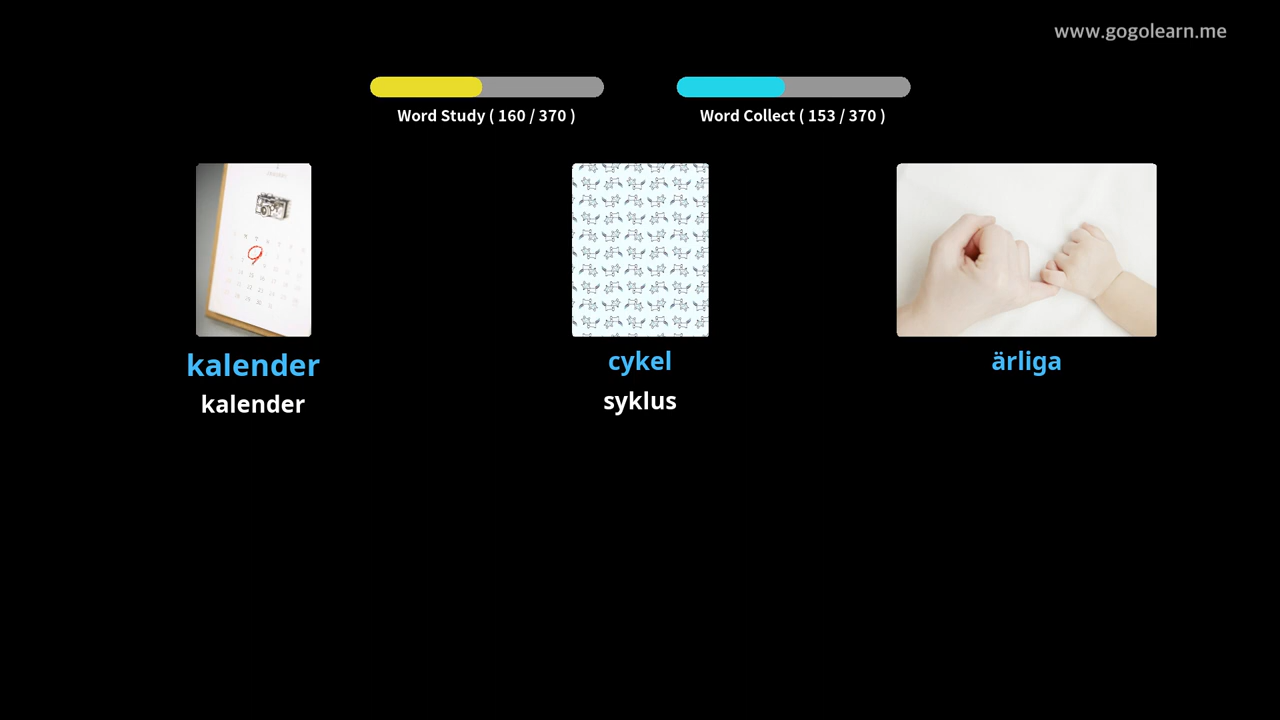 www.gogolearn.me
Word Study ( 160 / 370 )
Word Collect ( 153 / 370 )
kalender
kalender
cykel
syklus
ärliga